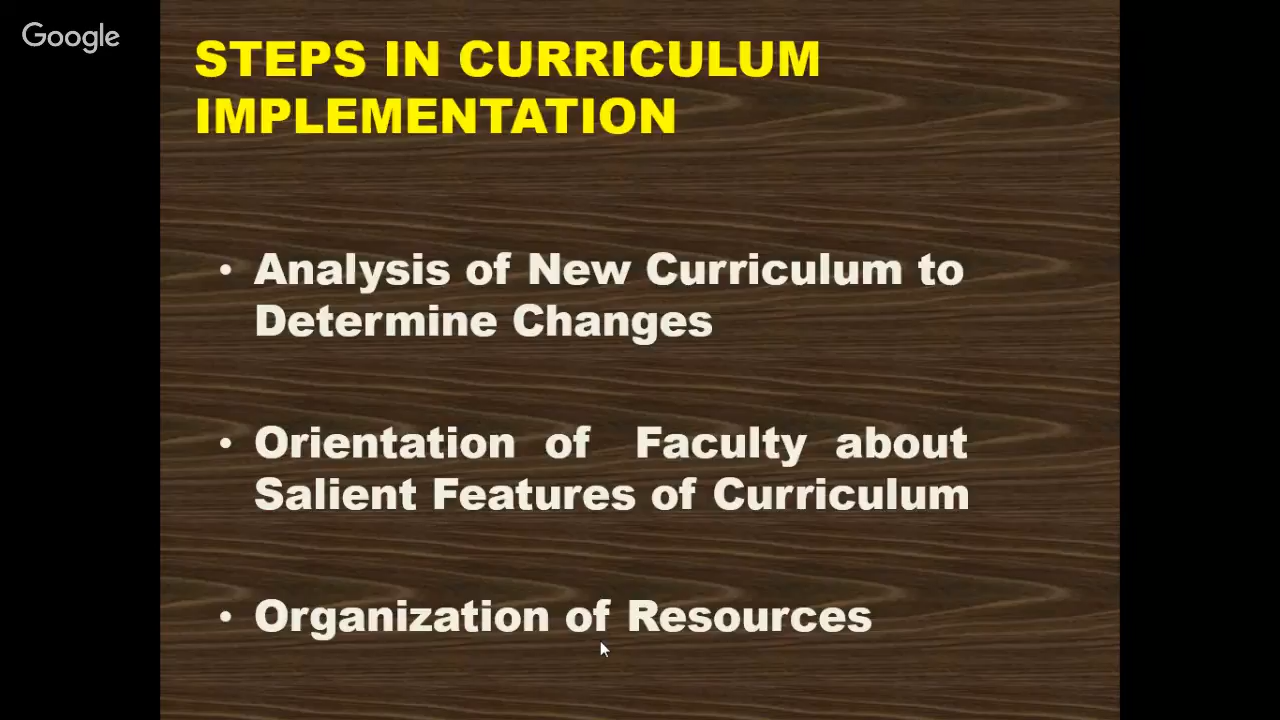 Google
STEPS IN CURRICULUM
IMPLEMENTATION
• Analysis of New Curriculum to
Determine Changes
• Orientation of Faculty about
Salient Features of Curriculum
• Organization of Resources